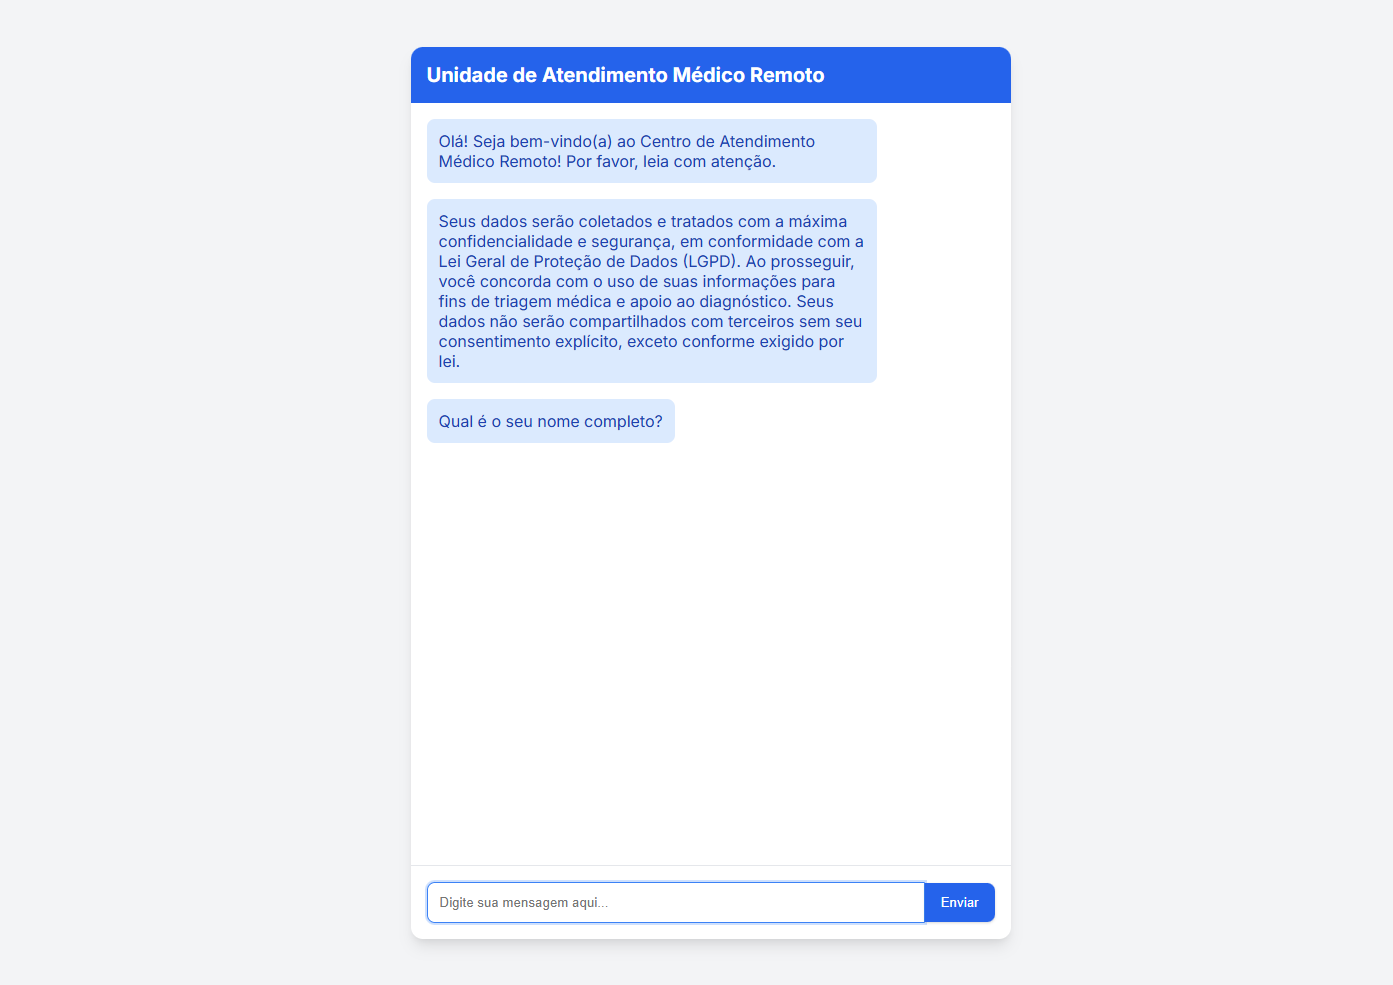 Unidade de Atendimento Médico Remoto
Olá! Seja bem-vindo(a) ao Centro de Atendimento
Médico Remoto! Por favor, leia com atenção.
Seus dados serão coletados e tratados com a máxima
confidencialidade e segurança, em conformidade com a
Lei Geral de Proteção de Dados (LGPD). Ao prosseguir,
você concorda com o uso de suas informações para
fins de triagem médica e apoio ao diagnóstico. Seus
dados não serão compartilhados com terceiros sem seu
consentimento explícito, exceto conforme exigido por
lei.
Qual é o seu nome completo?
Digite sua mensagem aqui...
Enviar